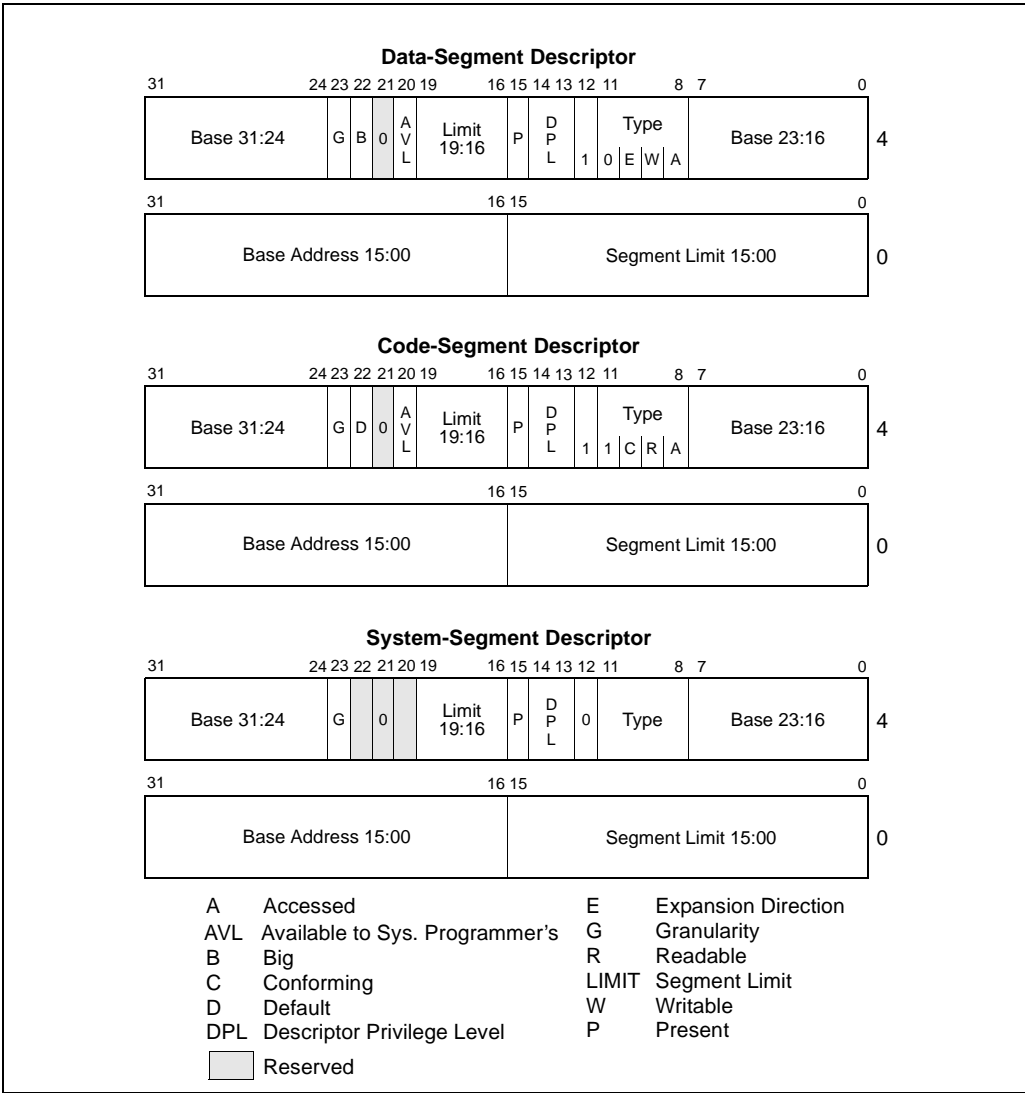 Data-Segment Descriptor
31 24 23 22 21 20 19 16 15 14 13 12 11 8 7 0
Base 31:24 G B 0 AVL Limit 19:16 P DPL 1 Type 0 E W A Base 23:16 4
31 16 15 0
Base Address 15:00 Segment Limit 15:00 0
Code-Segment Descriptor
31 24 23 22 21 20 19 16 15 14 13 12 11 8 7 0
Base 31:24 G D 0 AVL Limit 19:16 P DPL 1 Type 1 C R A Base 23:16 4
31 16 15 0
Base Address 15:00 Segment Limit 15:00 0
System-Segment Descriptor
31 24 23 22 21 20 19 16 15 14 13 12 11 8 7 0
Base 31:24 G 0 Limit 19:16 P DPL 0 Type Base 23:16 4
31 16 15 0
Base Address 15:00 Segment Limit 15:00 0
A Accessed
AVL Available to Sys. Programmer's
B Big
C Conforming
D Default
DPL Descriptor Privilege Level
Reserved
E Expansion Direction
G Granularity
R Readable
LIMIT Segment Limit
W Writable
P Present